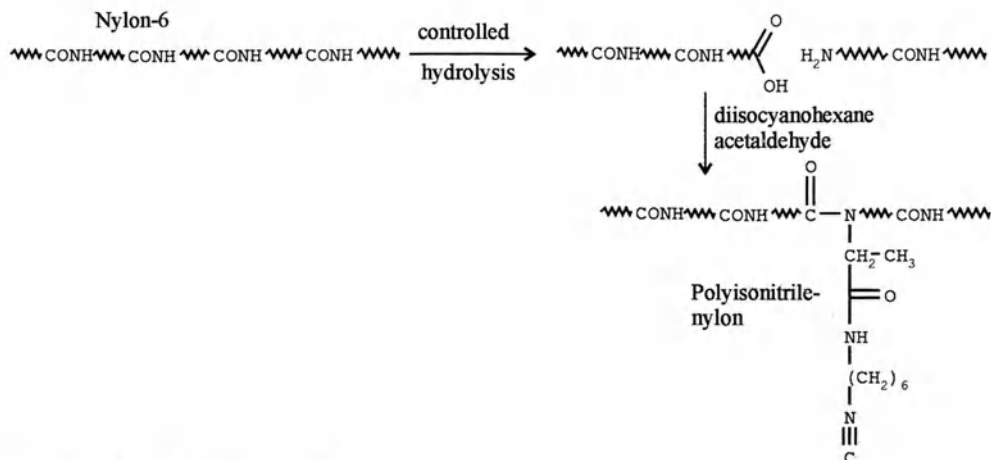 Nylon-6
CONH CONH CONH CONH
controlled
hydrolysis
CONH CONH O OH
H2N CONH
diisocyanohexane
acetaldehyde
O
CONH CONH C—N CONH
CH—CH3
Polyisonitrile-
nylon
O
NH
(CH2)6
N
C